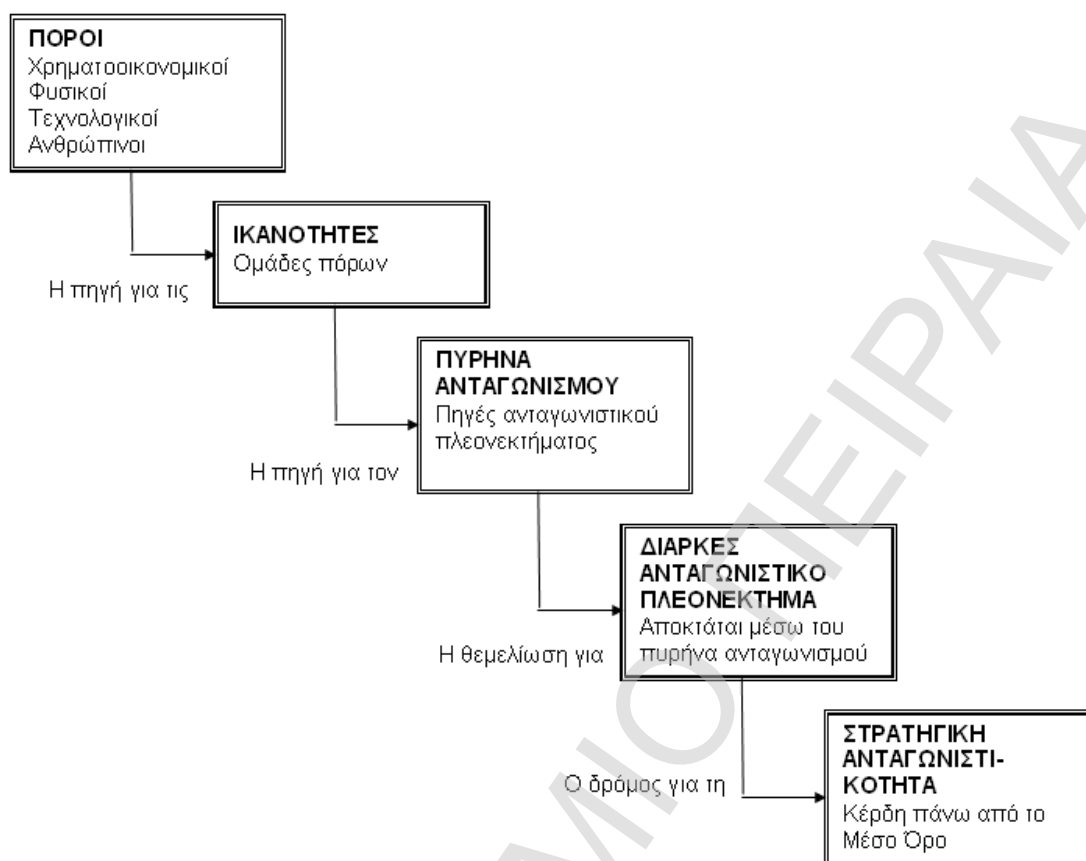 ΠΟΡΟΙ
Χρηματοοικονομικοί
Φυσικοί
Τεχνολογικοί
Ανθρώπινοι
ΙΚΑΝΟΤΗΤΕΣ
Ομάδες πόρων
Η πηγή για τις
ΠΥΡΗΝΑ
ΑΝΤΑΓΩΝΙΣΜΟΥ
Πηγές ανταγωνιστικού
πλεονεκτήματος
Η πηγή για τον
ΔΙΑΡΚΕΣ
ΑΝΤΑΓΩΝΙΣΤΙΚΟ
ΠΛΕΟΝΕΚΤΗΜΑ
Αποκτάται μέσω του
πυρήνα ανταγωνισμού
Η θεμελίωση για
ΣΤΡΑΤΗΓΙΚΗ
ΑΝΤΑΓΩΝΙΣΤΙ-
ΚΟΤΗΤΑ
Κέρδη πάνω από το
Μέσο Όρο
Ο δρόμος για τη
ΜΙΟ ΠΕΙΡΑΙΑ